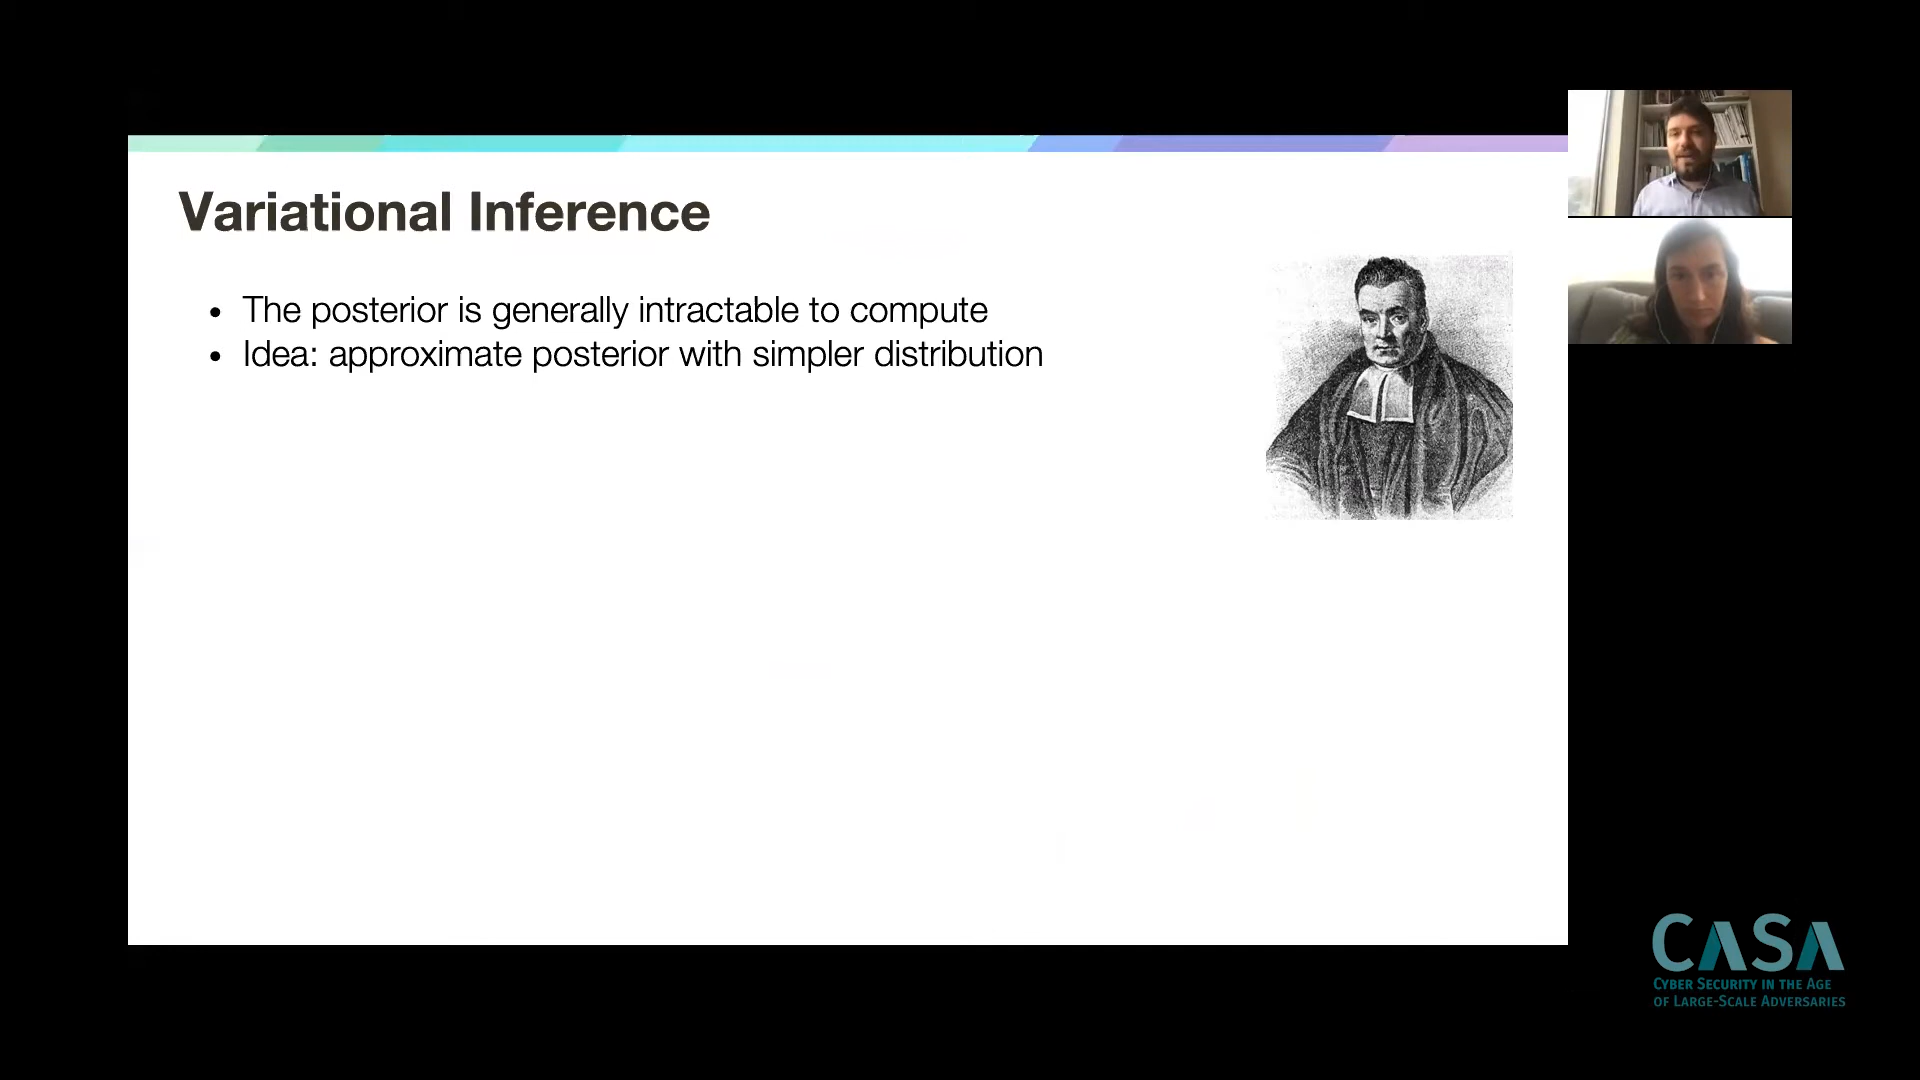 Variational Inference
• The posterior is generally intractable to compute
• Idea: approximate posterior with simpler distribution
CASA
CYBER SECURITY IN THE AGE
OF LARGE-SCALE ADVERSARIES